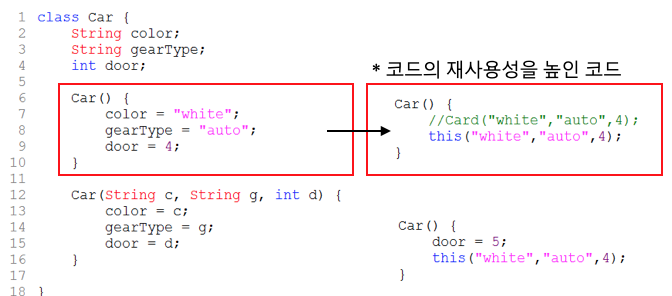 1 class Car {
2     String color;
3     String gearType;
4     int door;
5
6     Car() {
7         color = "white";
8         gearType = "auto";
9         door = 4;
10     }
11
12     Car(String c, String g, int d) {
13         color = c;
14         gearType = g;
15         door = d;
16     }
17
18 }
* 코드의 재사용성을 높인 코드
Car() {
    //Card("white","auto",4);
    this("white","auto",4);
}
Car() {
    door = 5;
    this("white","auto",4);
}